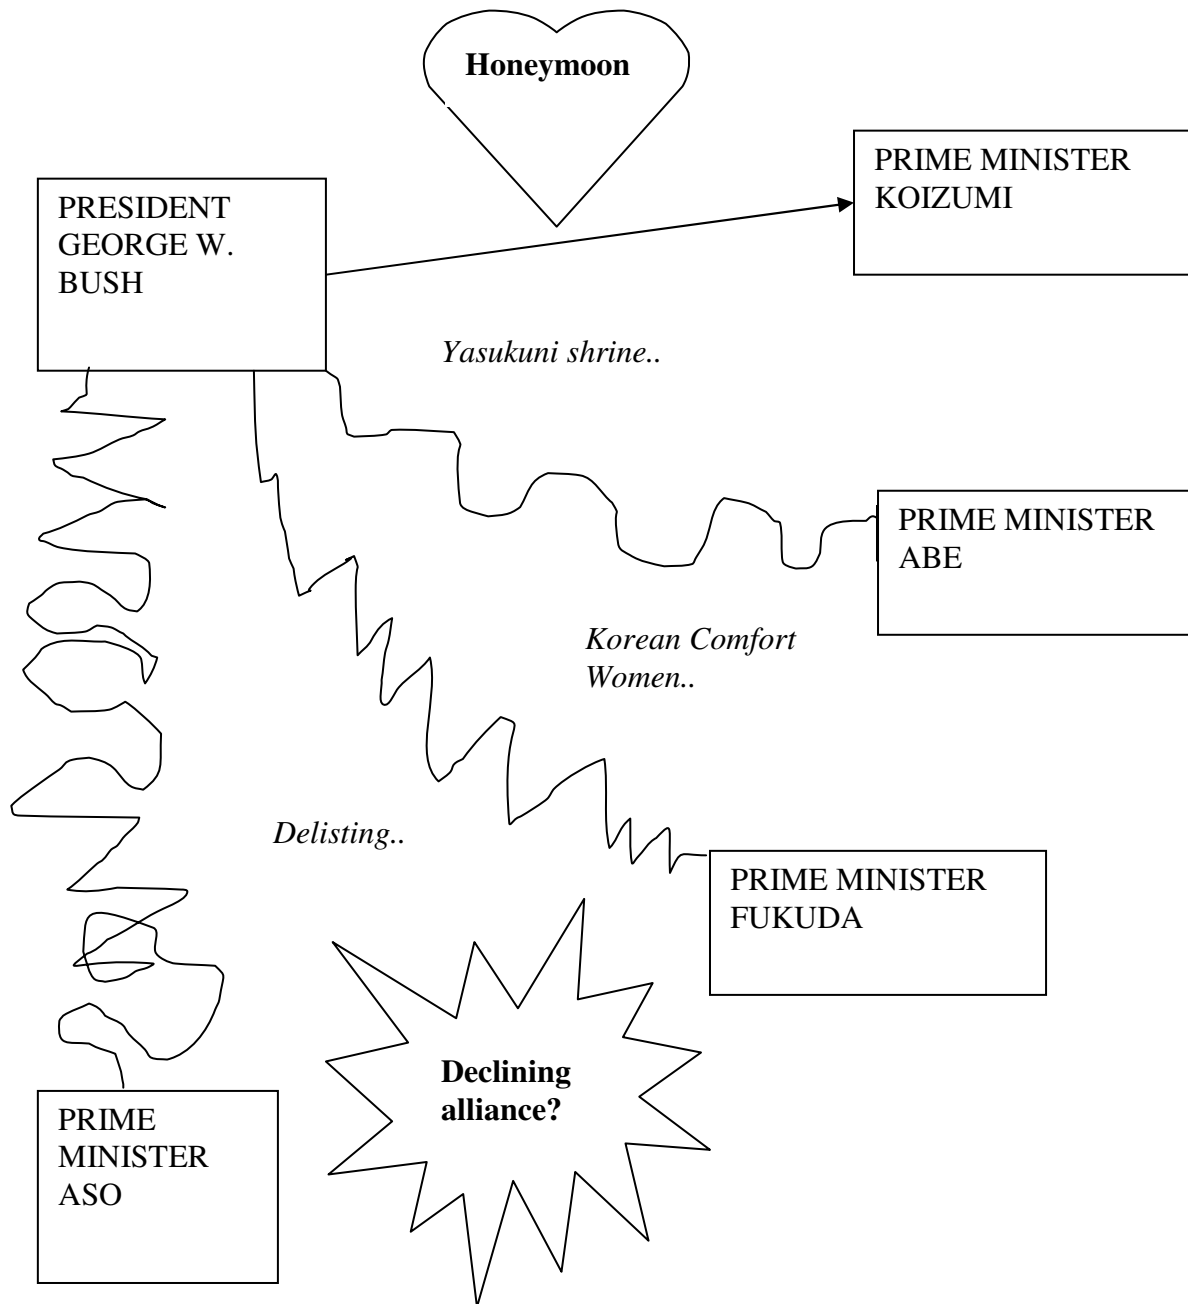 Honeymoon
PRIME MINISTER
KOIZUMI
PRESIDENT
GEORGE W.
BUSH
Yasukuni shrine..
PRIME MINISTER
ABE
Korean Comfort
Women..
Delisting..
PRIME MINISTER
FUKUDA
Declining
alliance?
PRIME
MINISTER
ASO